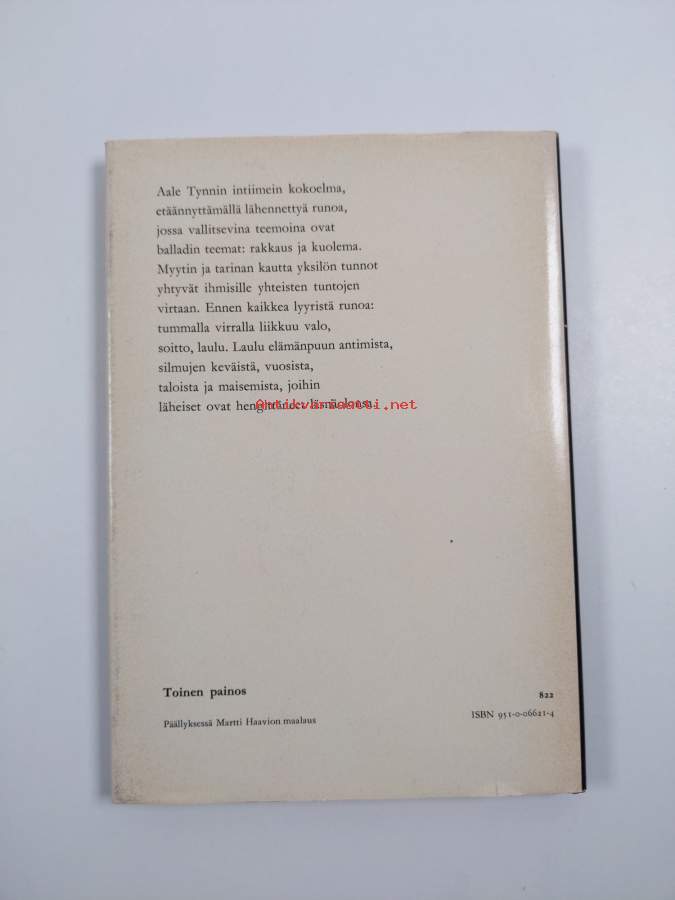 Aale Tynnin intiimein kokoelma,
etäännyttämällä lähennettyä runoa,
jossa vallitsevina teemoina ovat
balladin teemat: rakkaus ja kuolema.
Myytin ja tarinan kautta yksilön tunnot
yhtyvät ihmisille yhteisten tuntojen
virtaan. Ennen kaikkea lyyristä runoa:
tummalla virralla liikkuu valo,
soitto, laulu. Laulu elämänpuun antimista,
silmujen keväistä, vuosista,
taloista ja maisemista, joihin
läheiset ovat
Antikvariaatti.net
Toinen painos
822
Päällyksessä Martti Haavion maalaus
ISBN 951-0-06621-4